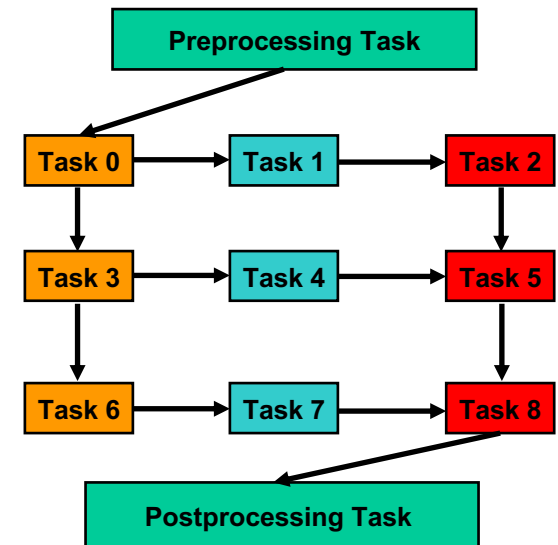 Preprocessing Task
Task 0
Task 1
Task 2
Task 3
Task 4
Task 5
Task 6
Task 7
Task 8
Postprocessing Task